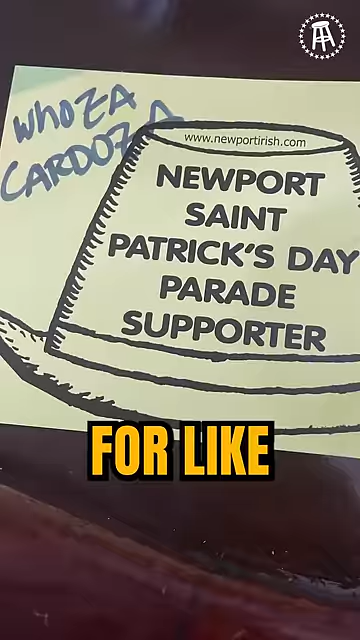 WHOZA
CARDOZA
www.newportirish.com
NEWPORT
SAINT
PATRICK'S DAY
PARADE
SUPPORTER
FOR LIKE